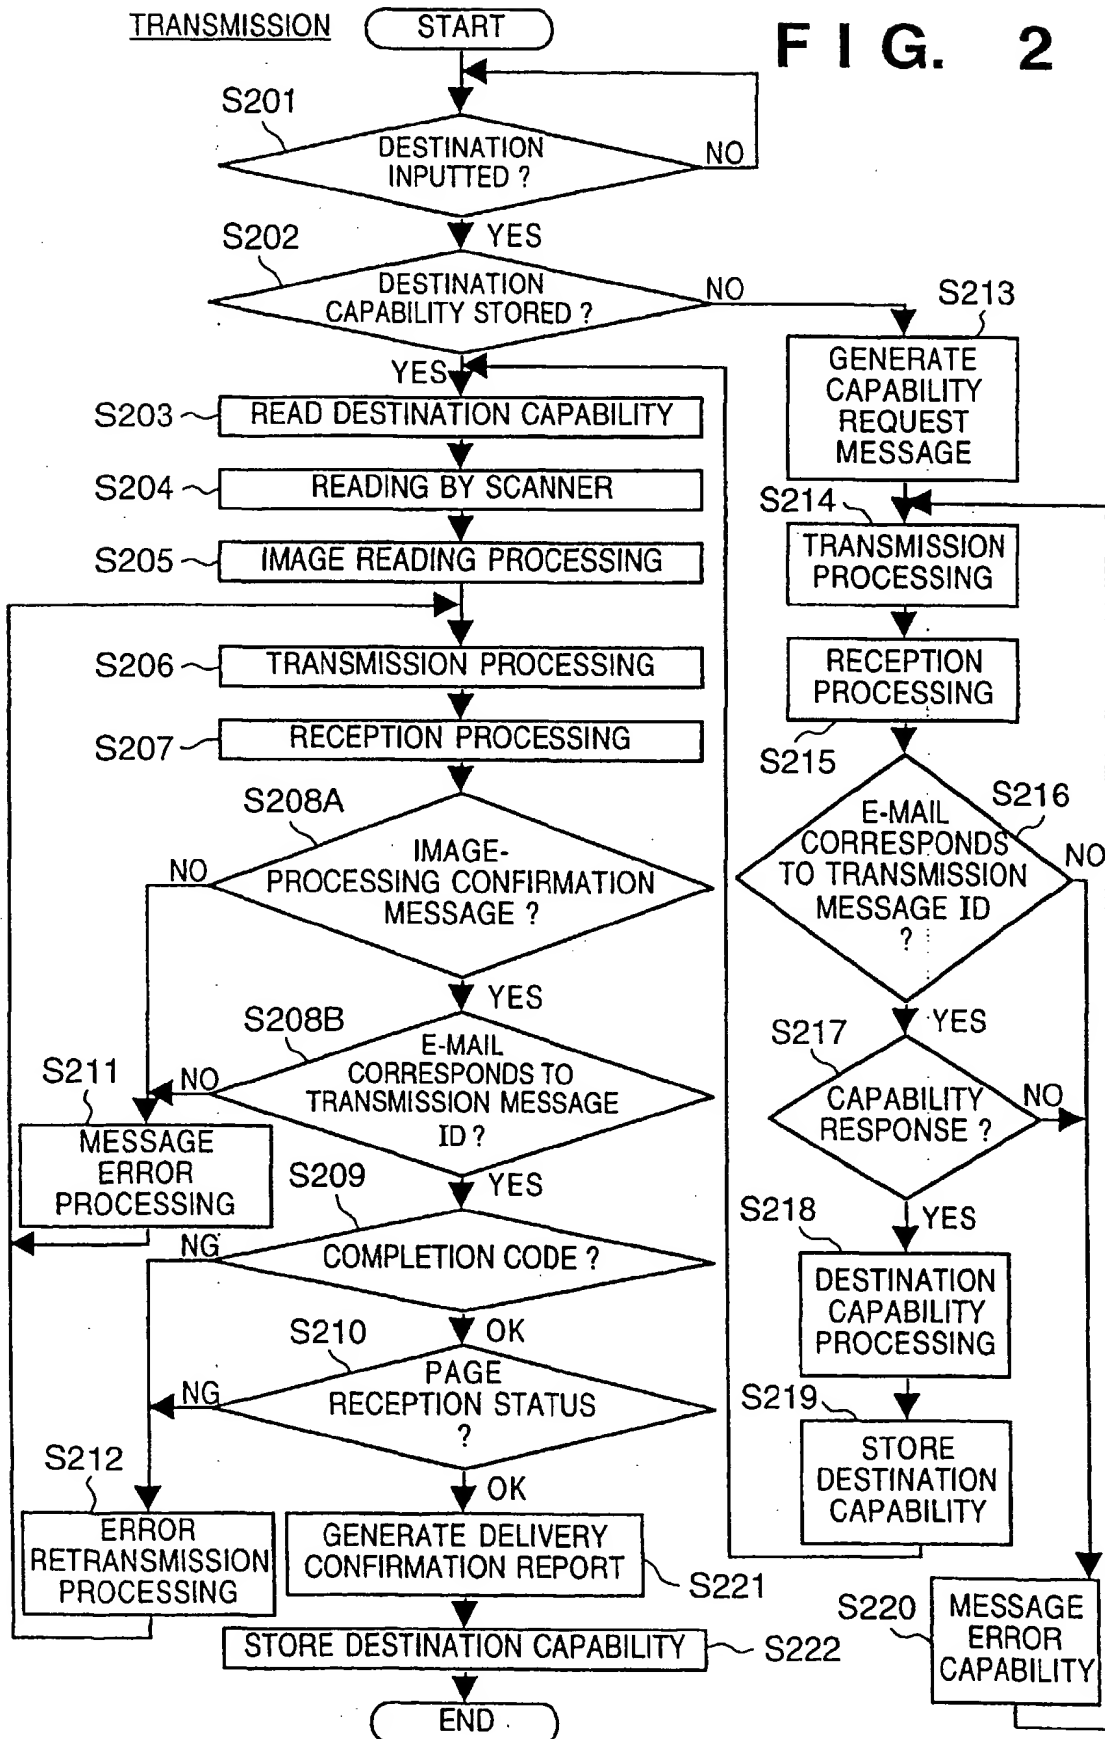 TRANSMISSION
START
FIG. 2
S201
DESTINATION
INPUTTED ?
NO
YES
S202
DESTINATION
CAPABILITY STORED ?
NO
YES
S203
READ DESTINATION CAPABILITY
S204
READING BY SCANNER
S205
IMAGE READING PROCESSING
S206
TRANSMISSION PROCESSING
S207
RECEPTION PROCESSING
S208A
IMAGE-
PROCESSING CONFIRMATION
MESSAGE ?
NO
YES
S208B
E-MAIL
CORRESPONDS TO
TRANSMISSION MESSAGE
ID ?
NO
YES
S211
MESSAGE
ERROR
PROCESSING
S209
COMPLETION CODE ?
NG
OK
S210
PAGE
RECEPTION STATUS
?
NG
OK
S212
ERROR
RETRANSMISSION
PROCESSING
GENERATE DELIVERY
CONFIRMATION REPORT
S221
STORE DESTINATION CAPABILITY
S222
END
S213
GENERATE
CAPABILITY
REQUEST
MESSAGE
S214
TRANSMISSION
PROCESSING
RECEPTION
PROCESSING
S215
S216
E-MAIL
CORRESPONDS
TO TRANSMISSION
MESSAGE ID
?
NO
YES
S217
CAPABILITY
RESPONSE ?
NO
YES
S218
DESTINATION
CAPABILITY
PROCESSING
S219
STORE
DESTINATION
CAPABILITY
S220
MESSAGE
ERROR
CAPABILITY